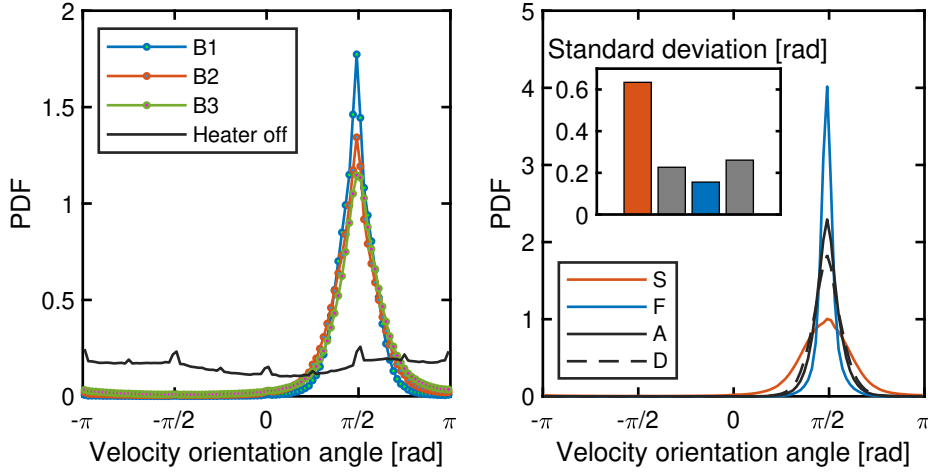 2
1.5
1
0.5
0
PDF
B1
B2
B3
Heater off
-π
-π/2
0
π/2
π
Velocity orientation angle [rad]
5
4
3
2
1
0
PDF
Standard deviation [rad]
0.6
0.4
0.2
0
S
F
A
D
-π
-π/2
0
π/2
π
Velocity orientation angle [rad]